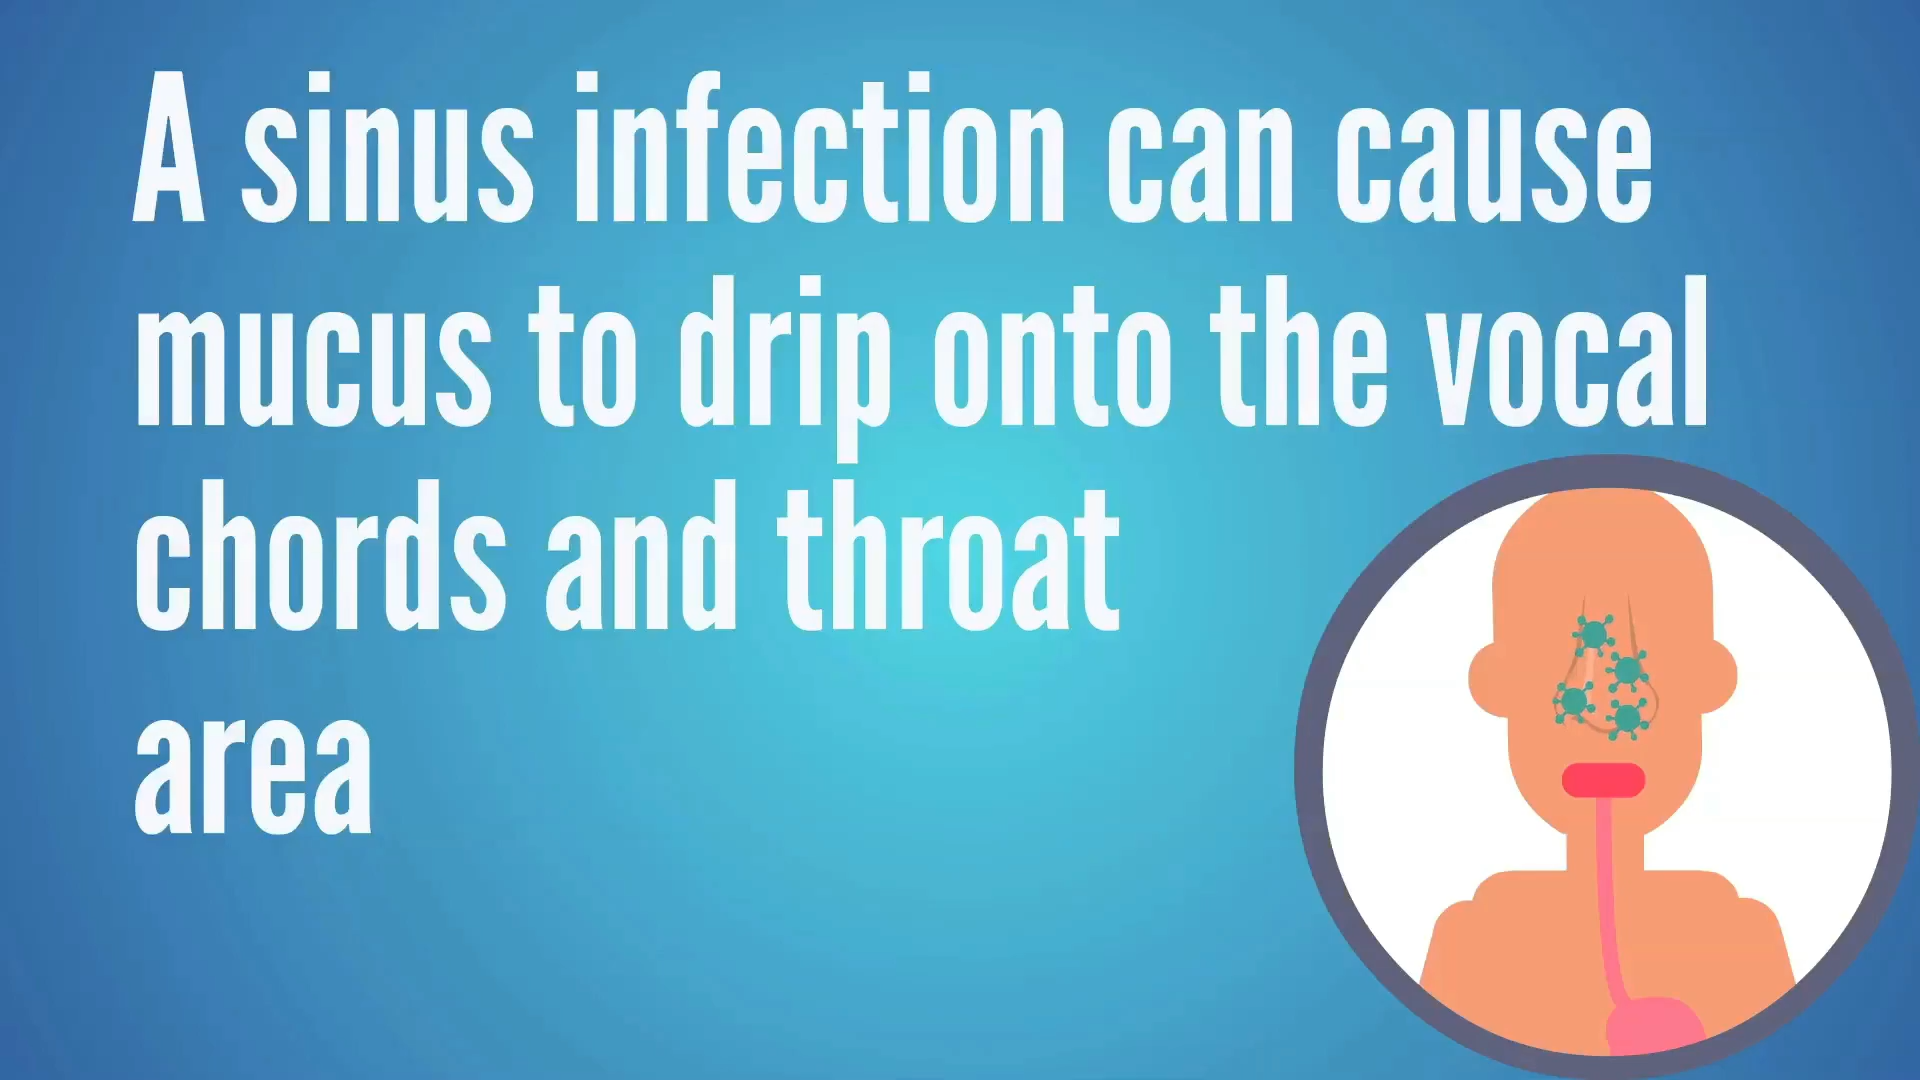 A sinus infection can cause
mucus to drip onto the vocal
chords and throat
area